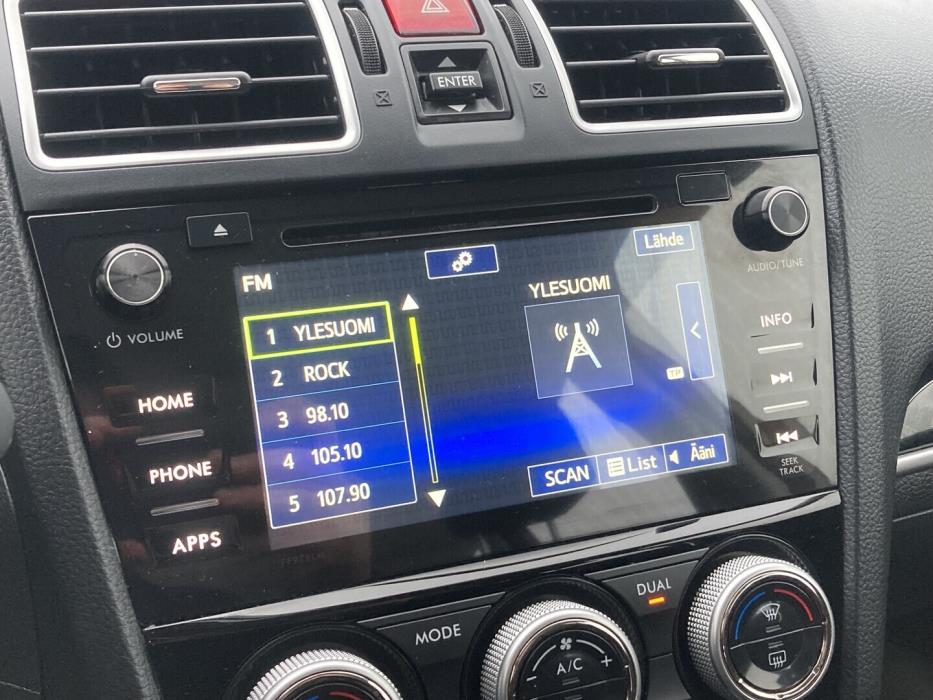 ENTER
Lähde
FM
YLESUOMI
AUDIO/TUNE
VOLUME
1 YLESUOMI
2 ROCK
3 98.10
4 105.10
5 107.90
TP
INFO
HOME
PHONE
APPS
SCAN
List
Ääni
SEEK
TRACK
MODE
DUAL
A/C